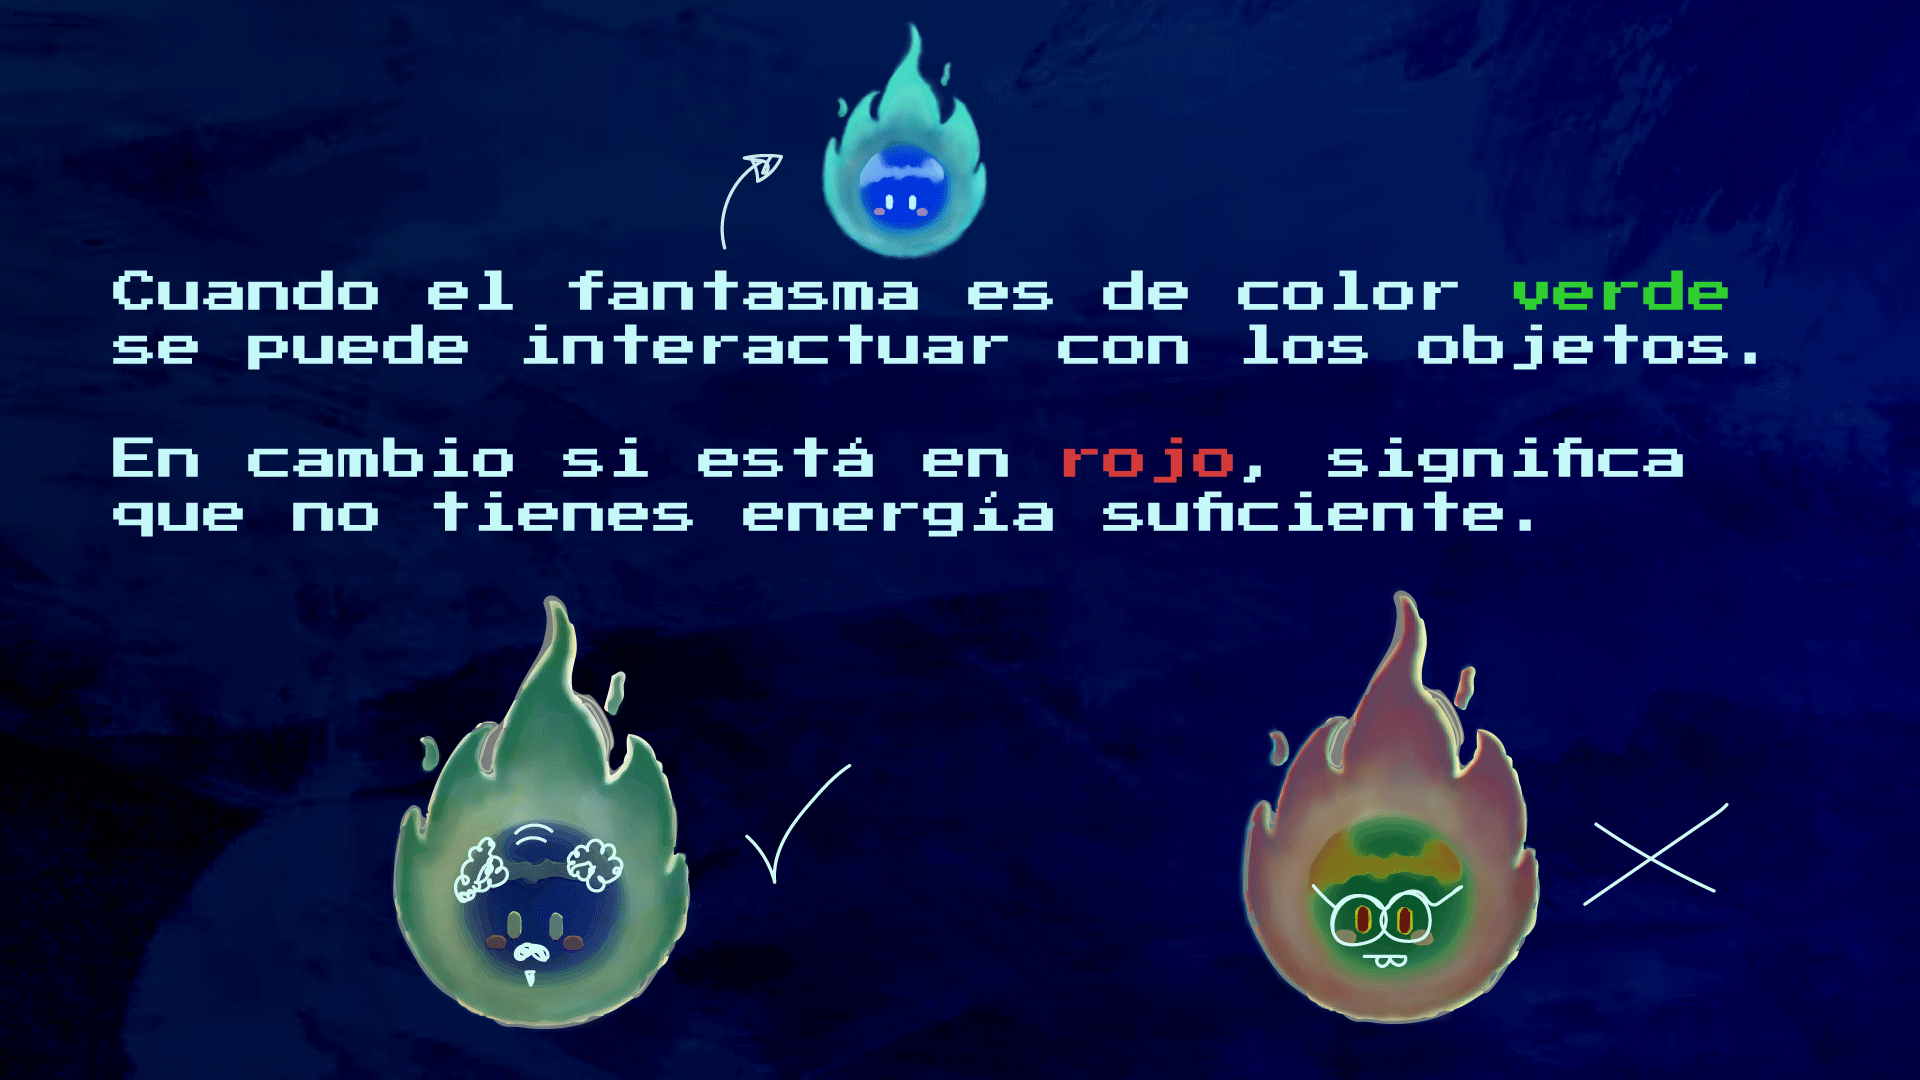 Cuando el fantasma es de color verde
se puede interactuar con los objetos.
En cambio si está en rojo, significa
que no tienes energía suficiente.